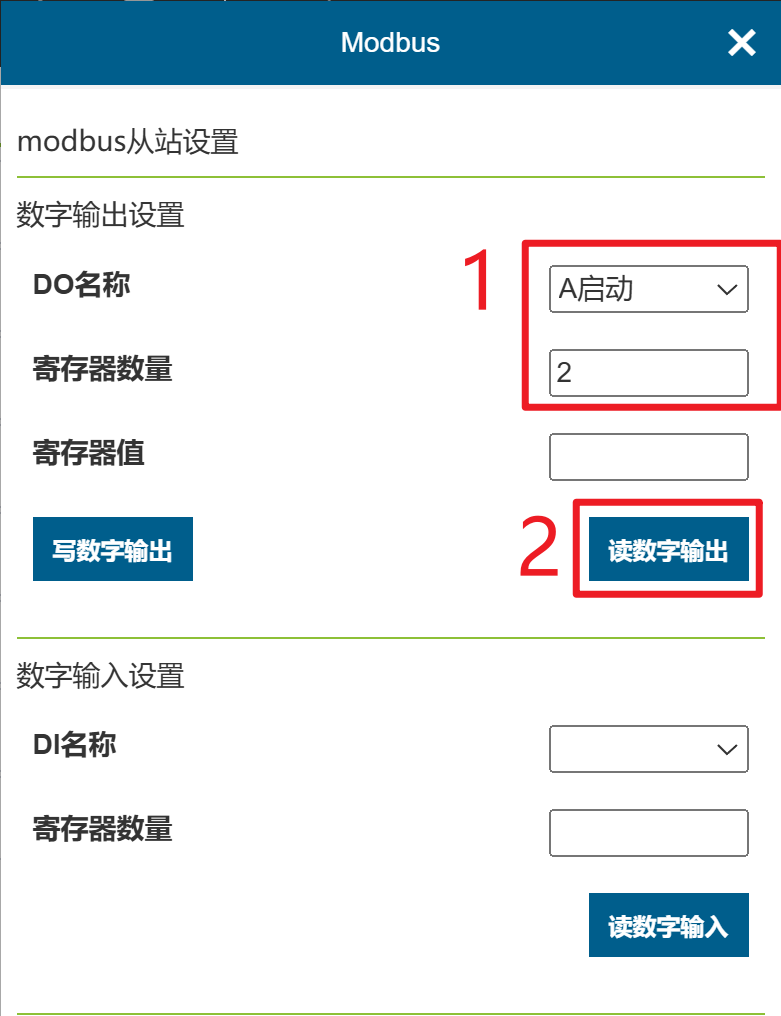 Modbus
modbus从站设置
数字输出设置
DO名称
1
A启动
寄存器数量
2
寄存器值
写数字输出
2
读数字输出
数字输入设置
DI名称
寄存器数量
读数字输入